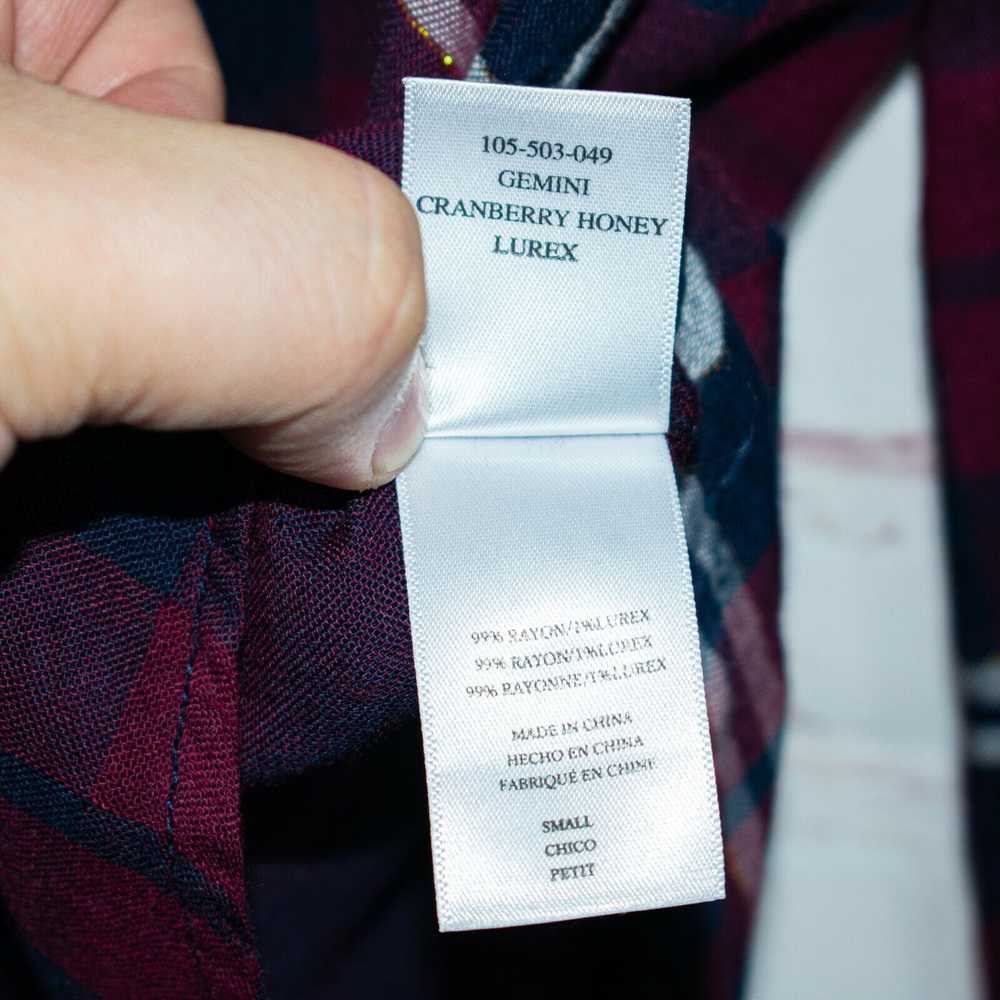 105-503-049
GEMINI
CRANBERRY HONEY
LUREX
99% RAYON/1%LUREX
99% RAYON/1%LUREX
99% RAYONNE/1%LUREX
MADE IN CHINA
HECHO EN CHINA
FABRIQUÉ EN CHINE
SMALL
CHICO
PETIT